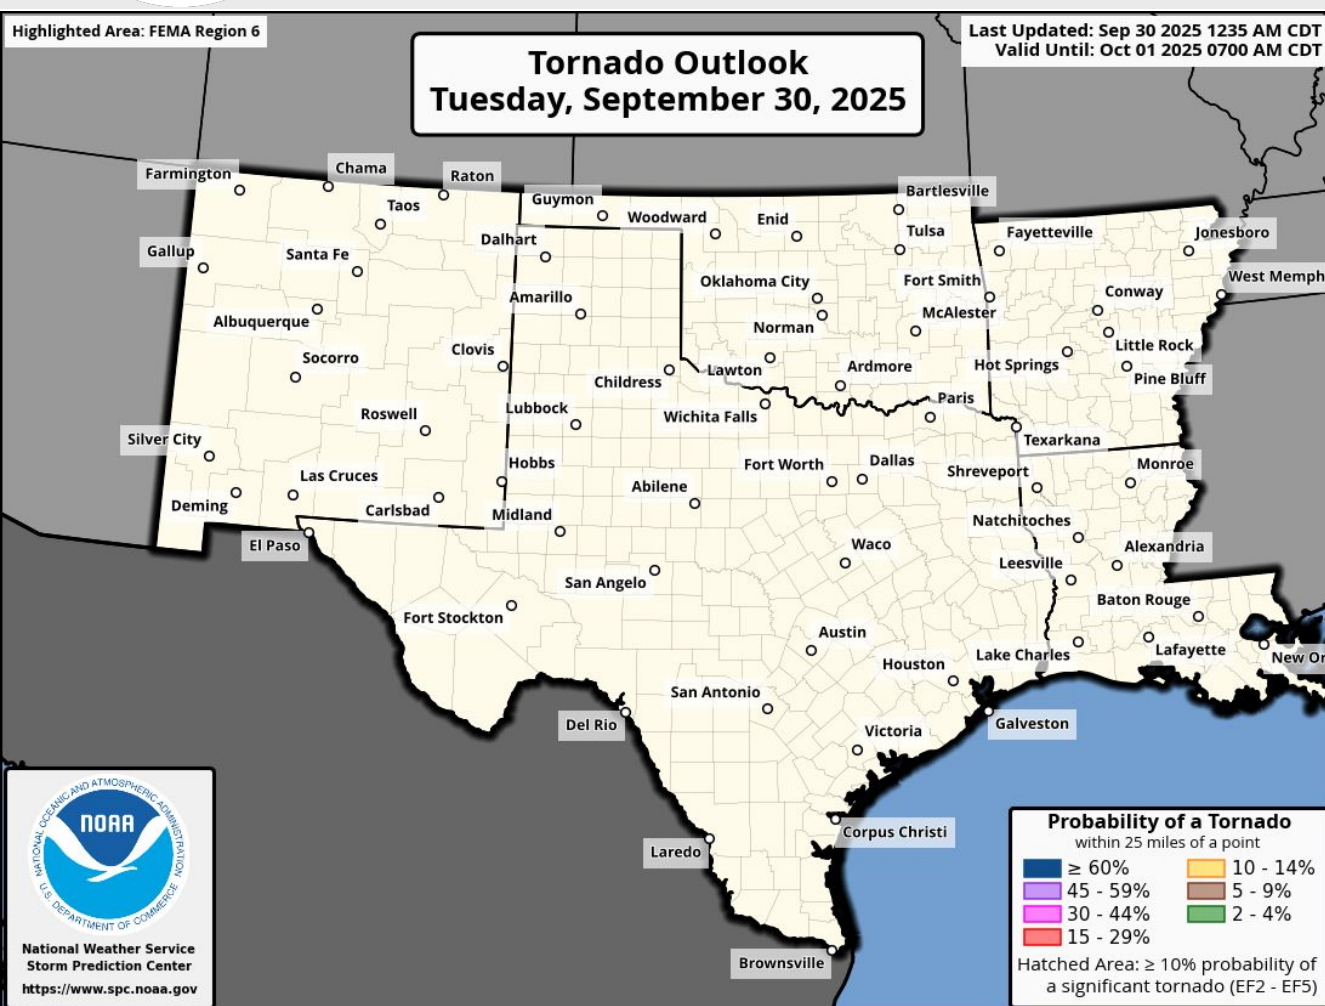 Highlighted Area: FEMA Region 6
Last Updated: Sep 30 2025 1235 AM CDT
Valid Until: Oct 01 2025 0700 AM CDT
Tornado Outlook
Tuesday, September 30, 2025
Farmington
Chama
Raton
Taos
Guymon
Woodward
Enid
Bartlesville
Tulsa
Fayetteville
Jonesboro
Gallup
Santa Fe
Dalhart
Oklahoma City
Fort Smith
Conway
West Memph
Albuquerque
Amarillo
Norman
McAlester
Little Rock
Socorro
Clovis
Childress
Lawton
Ardmore
Hot Springs
Pine Bluff
Roswell
Lubbock
Wichita Falls
Paris
Texarkana
Silver City
Las Cruces
Hobbs
Fort Worth
Dallas
Shreveport
Monroe
Deming
Carlsbad
Midland
Abilene
Natchitoches
El Paso
San Angelo
Waco
Leesville
Alexandria
Fort Stockton
Austin
Baton Rouge
Houston
Lake Charles
Lafayette
New Or
Del Rio
San Antonio
Victoria
Galveston
Laredo
Corpus Christi
Brownsville
NATIONAL OCEANIC AND ATMOSPHERIC ADMINISTRATION
NOAA
U.S. DEPARTMENT OF COMMERCE
National Weather Service
Storm Prediction Center
https://www.spc.noaa.gov
Probability of a Tornado
within 25 miles of a point
≥ 60%
10 - 14%
45 - 59%
5 - 9%
30 - 44%
2 - 4%
15 - 29%
Hatched Area: ≥ 10% probability of
a significant tornado (EF2 - EF5)